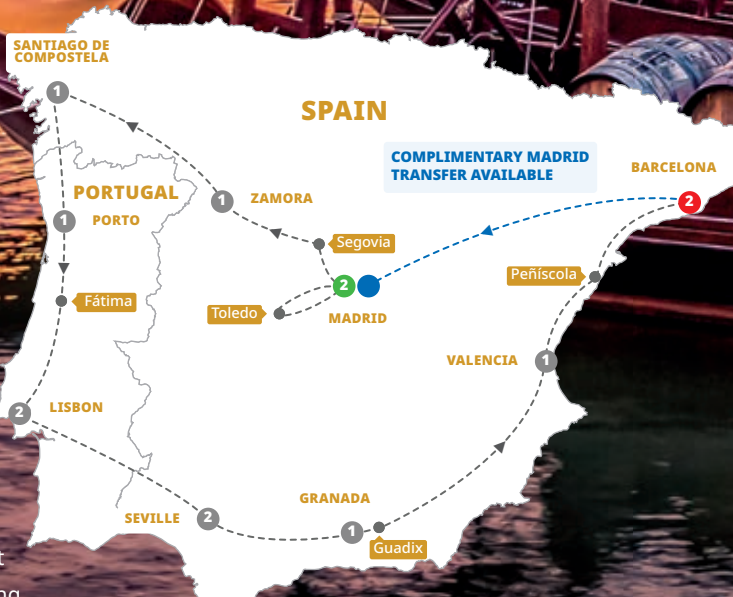 SANTIAGO DE
COMPOSTELA
1
SPAIN
COMPLIMENTARY MADRID
TRANSFER AVAILABLE
BARCELONA
2
PORTUGAL
1
ZAMORA
1
PORTO
Segovia
Peñíscola
2
Fátima
Toledo
MADRID
VALENCIA
1
2
LISBON
GRANADA
SEVILLE
2
1
Guadix
t
ng